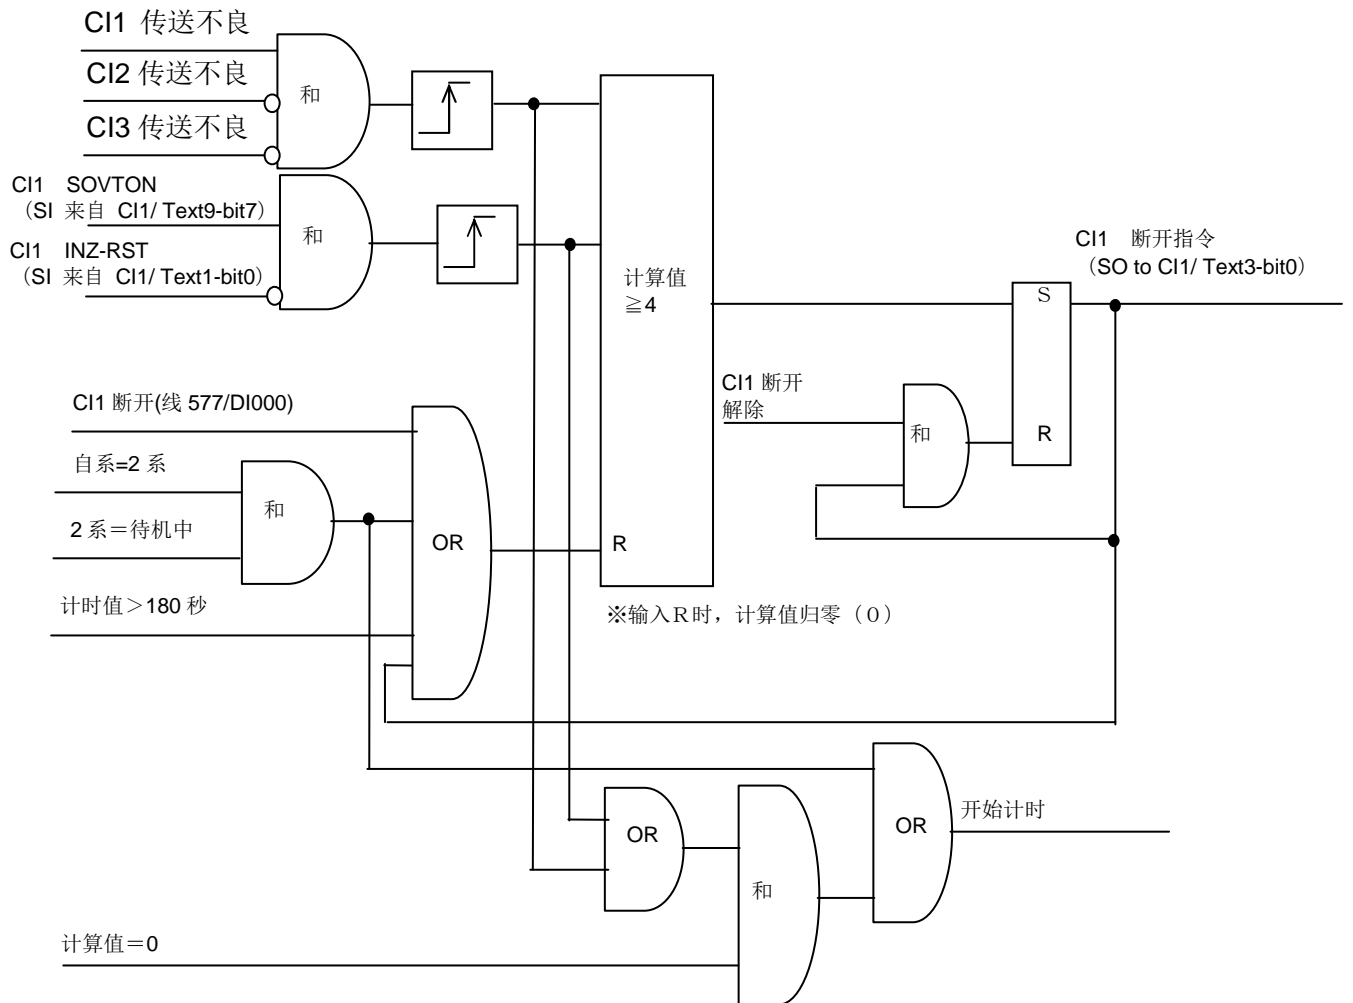 CI1 传送不良
CI2 传送不良
CI3 传送不良
和
CI1 SOVTON
（SI 来自 CI1/ Text9-bit7）
CI1 INZ-RST
（SI 来自 CI1/ Text1-bit0）
和
计算值
≧4
R
※输入R时，计算值归零（0）
CI1 断开指令
（SO to CI1/ Text3-bit0）
S
R
CI1 断开
解除
和
CI1 断开(线 577/DI000)
自系=2 系
2 系＝待机中
和
计时值＞180 秒
OR
OR
和
OR
开始计时
计算值＝0